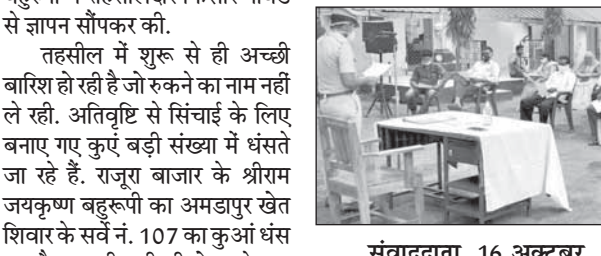 से ज्ञापन सौंपकर की.
तहसील में शुरू से ही अच्छी
बारिश हो रही है जो रुकने का नाम नहीं
ले रही. अतिवृष्टि से सिंचाई के लिए
बनाए गए कुएं बड़ी संख्या में धंसते
जा रहे हैं. राजूरा बाजार के श्रीराम
जयकृष्ण बहुरूपी का अमडापुर खेत
शिवार के सर्वे नं. 107 का कुआं धंस
संवाददाता, 16 अक्टूबर